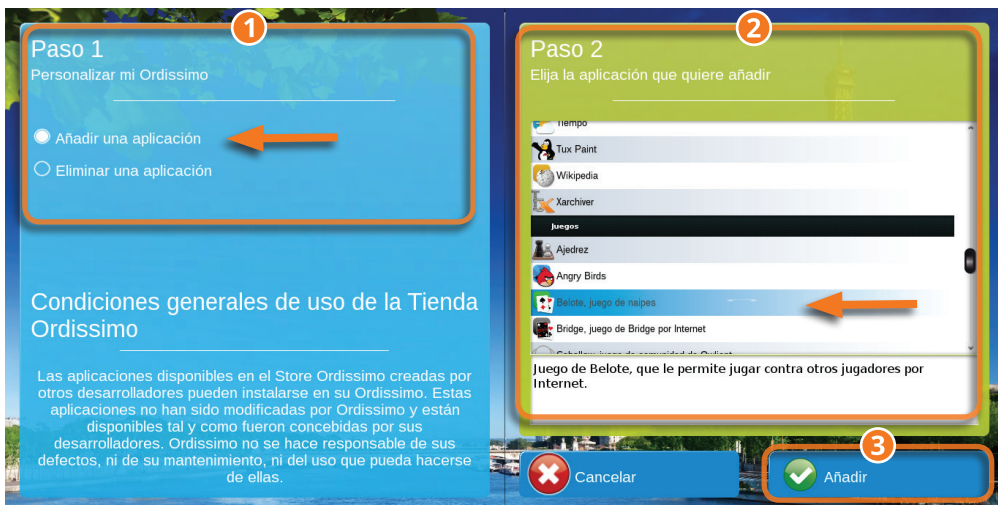 1
Paso 1
Personalizar mi Ordissimo
Añadir una aplicación
Eliminar una aplicación
Condiciones generales de uso de la Tienda
Ordissimo
Las aplicaciones disponibles en el Store Ordissimo creadas por
otros desarrolladores pueden instalarse en su Ordissimo. Estas
aplicaciones no han sido modificadas por Ordissimo y están
disponibles tal y como fueron concebidas por sus
desarrolladores. Ordissimo no se hace responsable de sus
defectos, ni de su mantenimiento, ni del uso que pueda hacerse
de ellas.
2
Paso 2
Elija la aplicación que quiere añadir
Tiempo
Tux Paint
Wikipedia
Xarchiver
Juegos
Ajedrez
Angry Birds
Belote, juego de naipes
Bridge, juego de Bridge por Internet
juego de comunidad de
Juego de Belote, que le permite jugar contra otros jugadores por
Internet.
Cancelar
3
Añadir